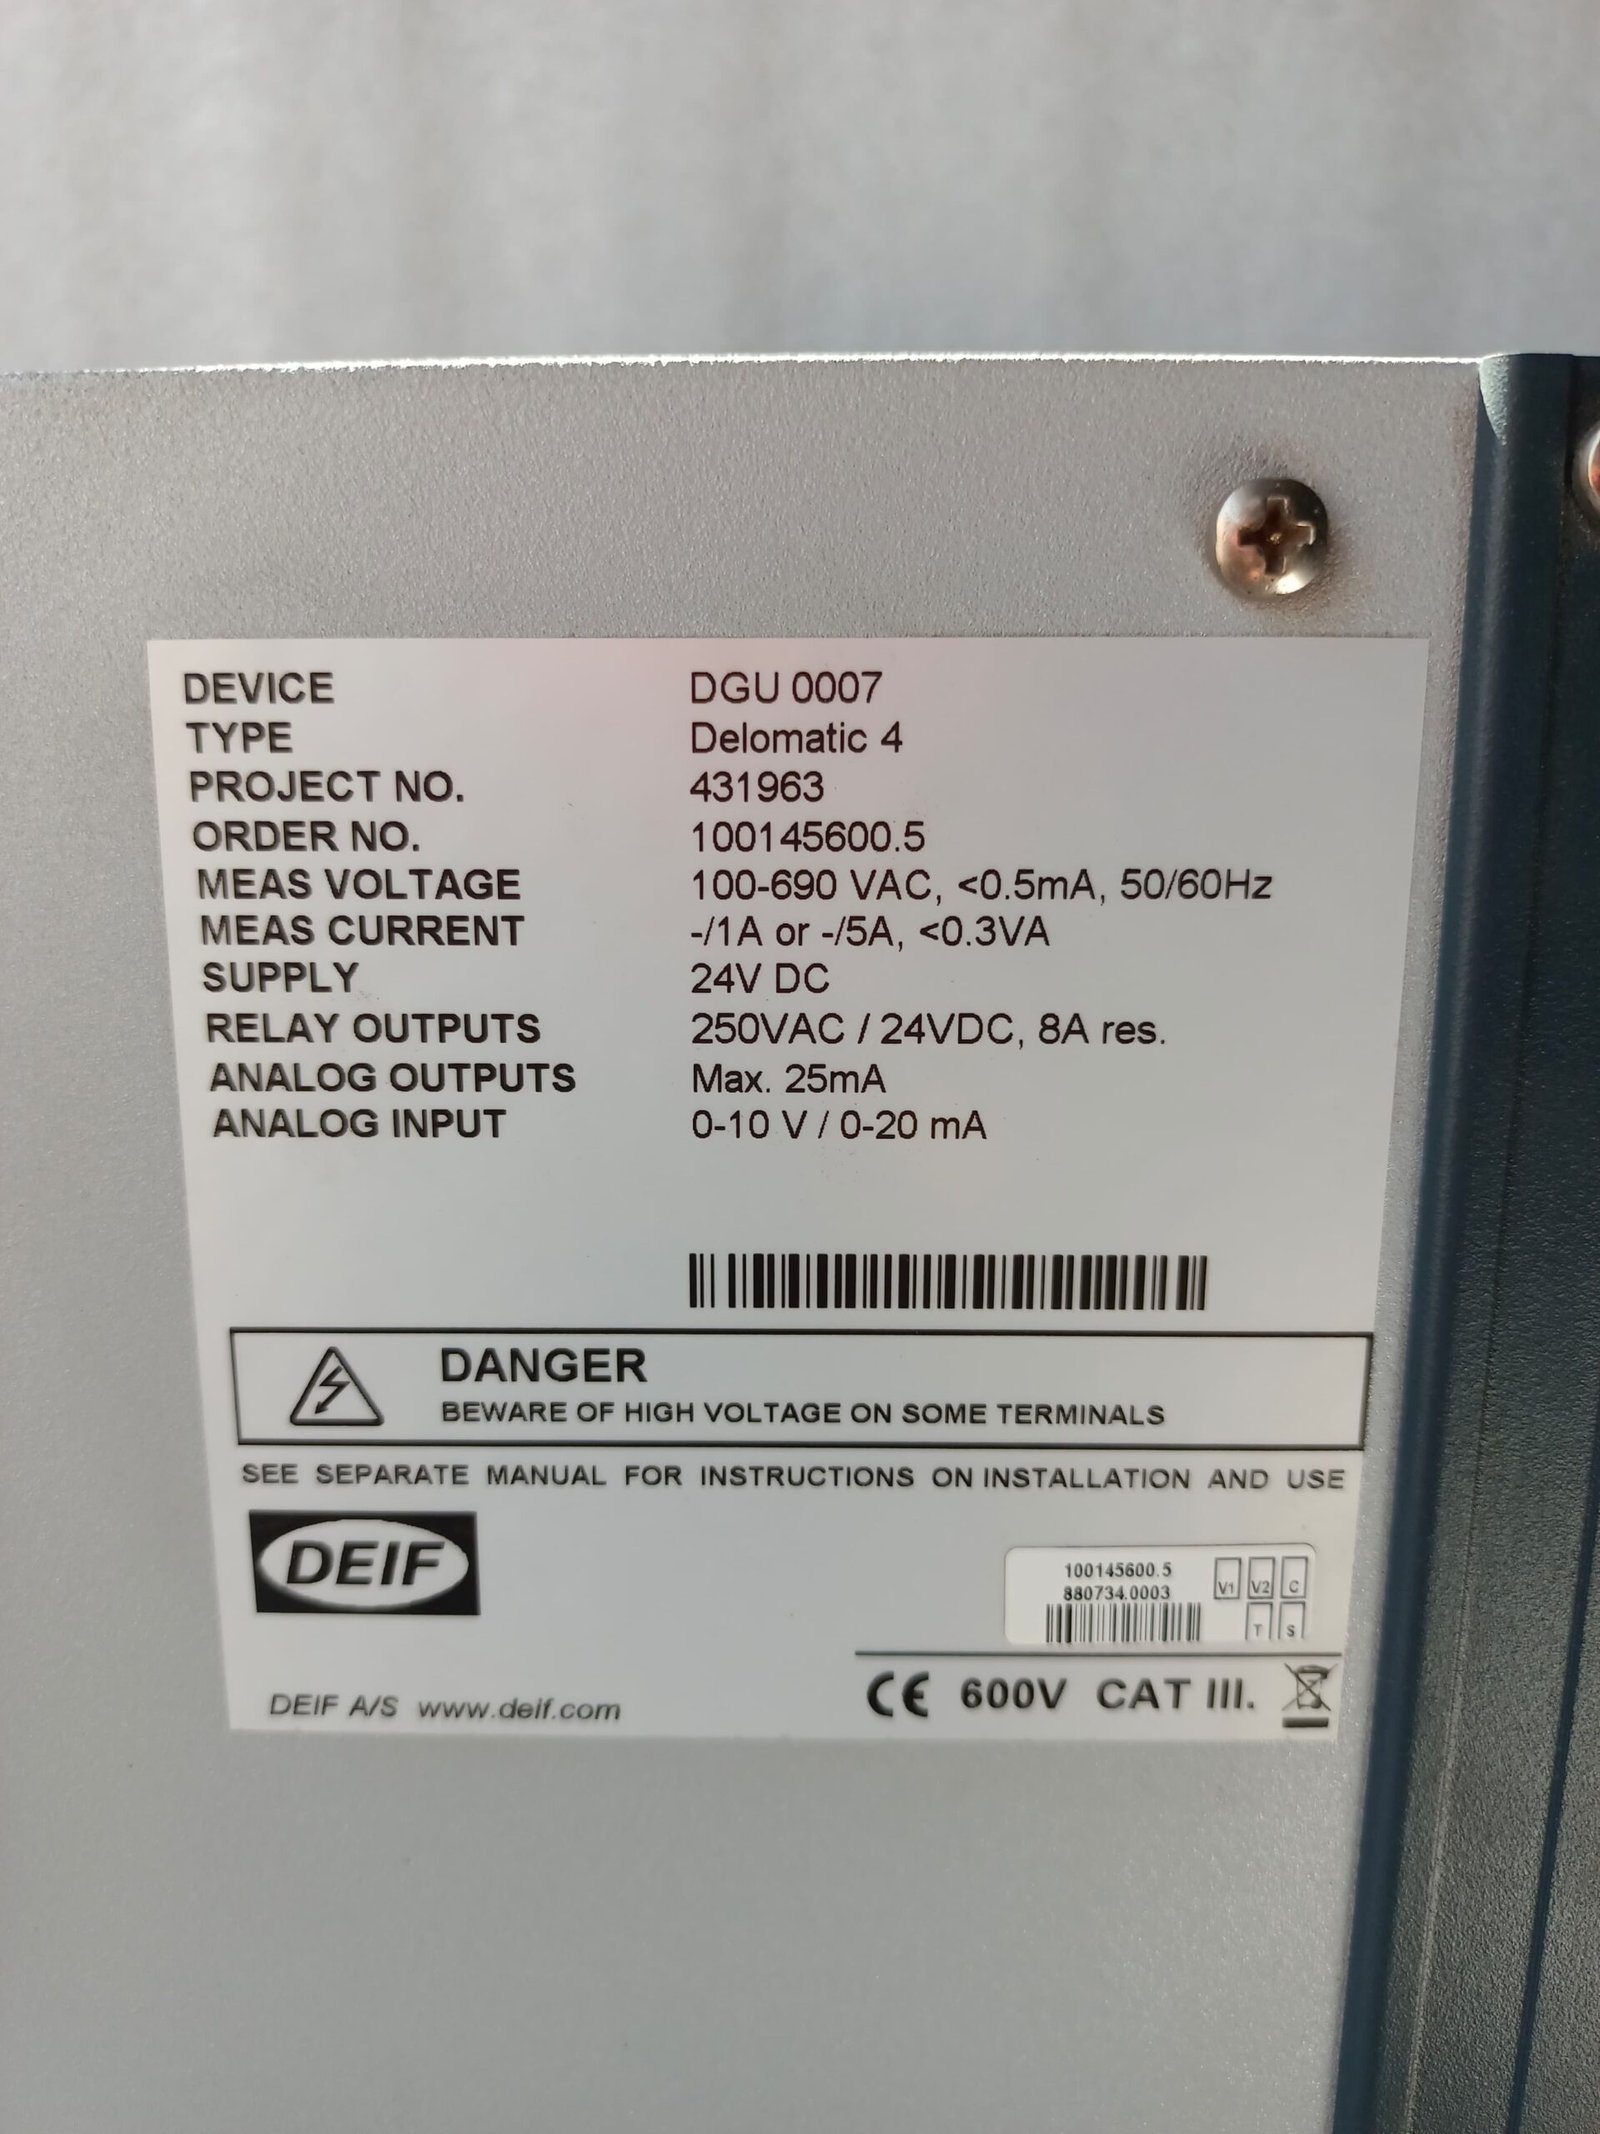 DEVICE DGU 0007
TYPE Delomatic 4
PROJECT NO. 431963
ORDER NO. 100145600.5
MEAS VOLTAGE 100-690 VAC, <0.5mA, 50/60Hz
MEAS CURRENT -/1A or -/5A, <0.3VA
SUPPLY 24V DC
RELAY OUTPUTS 250VAC / 24VDC, 8A res.
ANALOG OUTPUTS Max. 25mA
ANALOG INPUT 0-10 V / 0-20 mA
DANGER
BEWARE OF HIGH VOLTAGE ON SOME TERMINALS
SEE SEPARATE MANUAL FOR INSTRUCTIONS ON INSTALLATION AND USE
DEIF
100145600.5
880734.0003
V1 V2 C
T S
DEIF A/S www.deif.com
CE 600V CAT III.